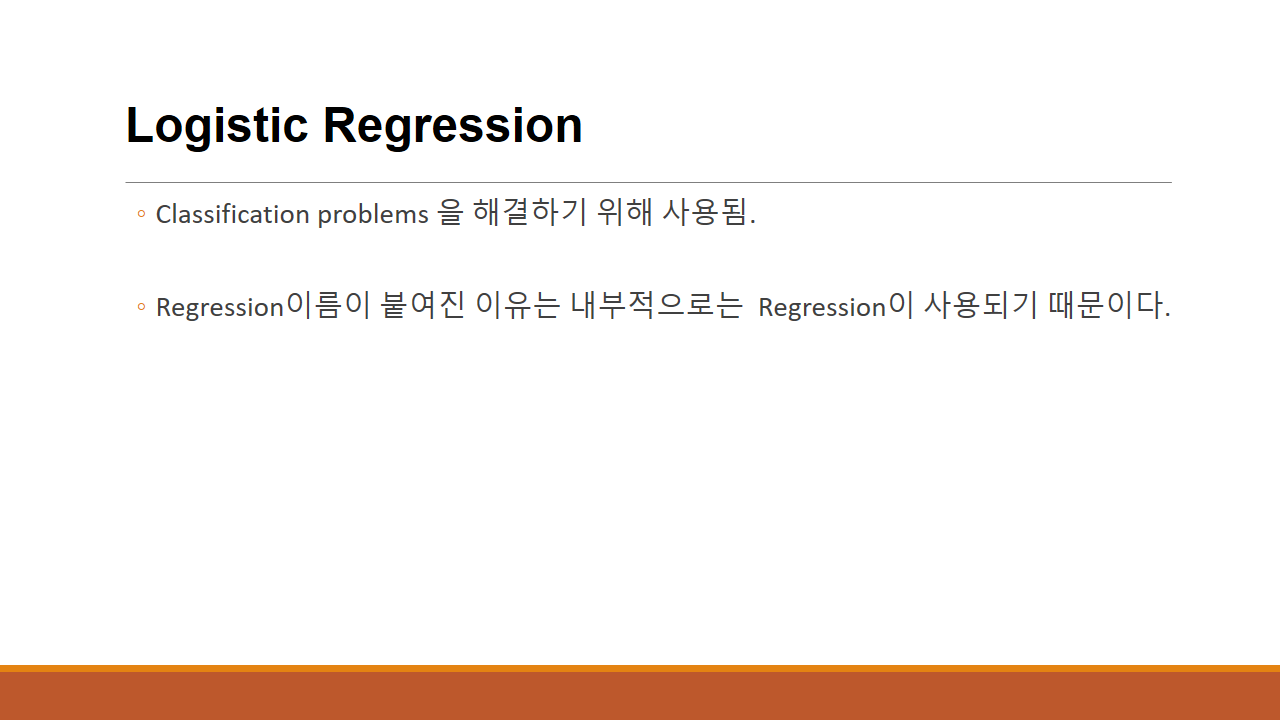 Logistic Regression
◦ Classification problems 을 해결하기 위해 사용됨.
◦ Regression이름이 붙여진 이유는 내부적으로는 Regression이 사용되기 때문이다.